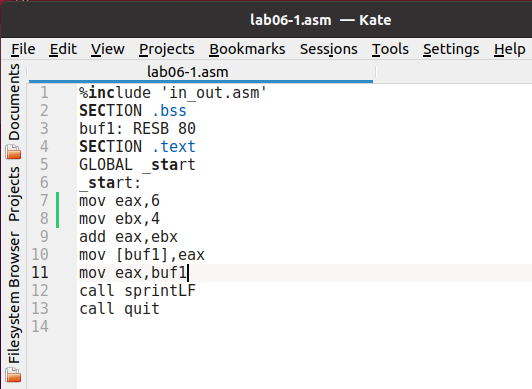 lab06-1.asm — Kate
File Edit View Projects Bookmarks Sessions Tools Settings Help
lab06-1.asm
Documents
Projects
Filesystem Browser
1 %include 'in_out.asm'
2 SECTION .bss
3 buf1: RESB 80
4 SECTION .text
5 GLOBAL _start
6 _start:
7 mov eax,6
8 mov ebx,4
9 add eax,ebx
10 mov [buf1],eax
11 mov eax,buf1
12 call sprintLF
13 call quit
14